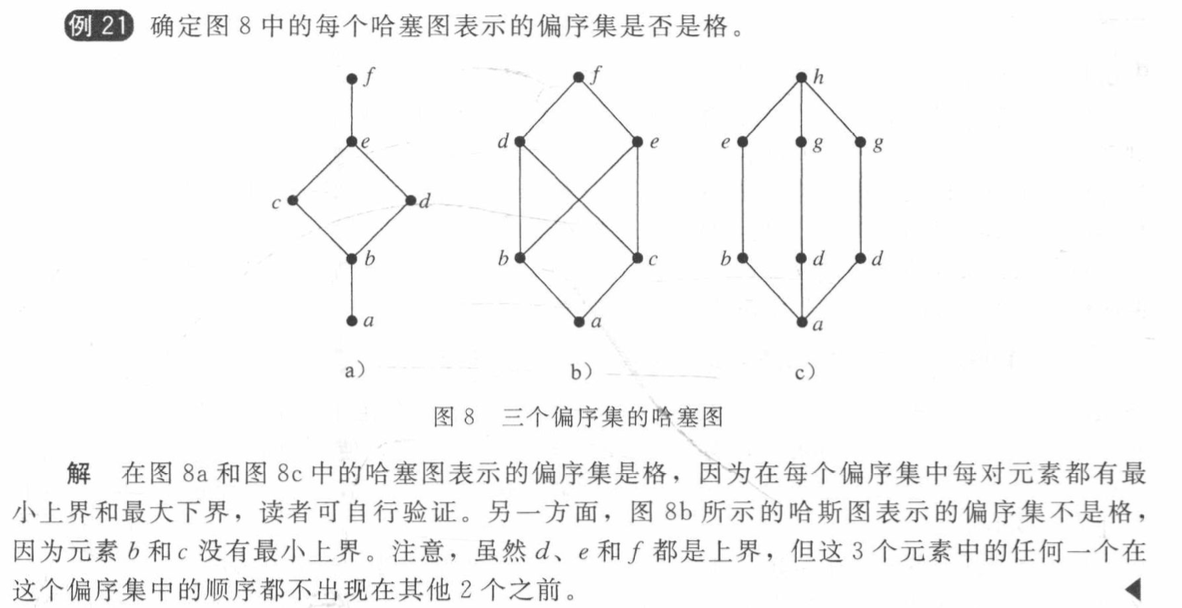 例 21 确定图 8 中的每个哈塞图表示的偏序集是否是格。
f
e
c
d
b
a
a)
f
d
e
b
c
a
b)
h
e
g
g
b
d
d
a
c)
图 8 三个偏序集的哈塞图
解 在图 8a 和图 8c 中的哈塞图表示的偏序集是格，因为在每个偏序集中每对元素都有最
小上界和最大下界，读者可自行验证。另一方面，图 8b 所示的哈斯图表示的偏序集不是格，
因为元素 b 和 c 没有最小上界。注意，虽然 d、e 和 f 都是上界，但这 3 个元素中的任何一个在
这个偏序集中的顺序都不出现在其他 2 个之前。